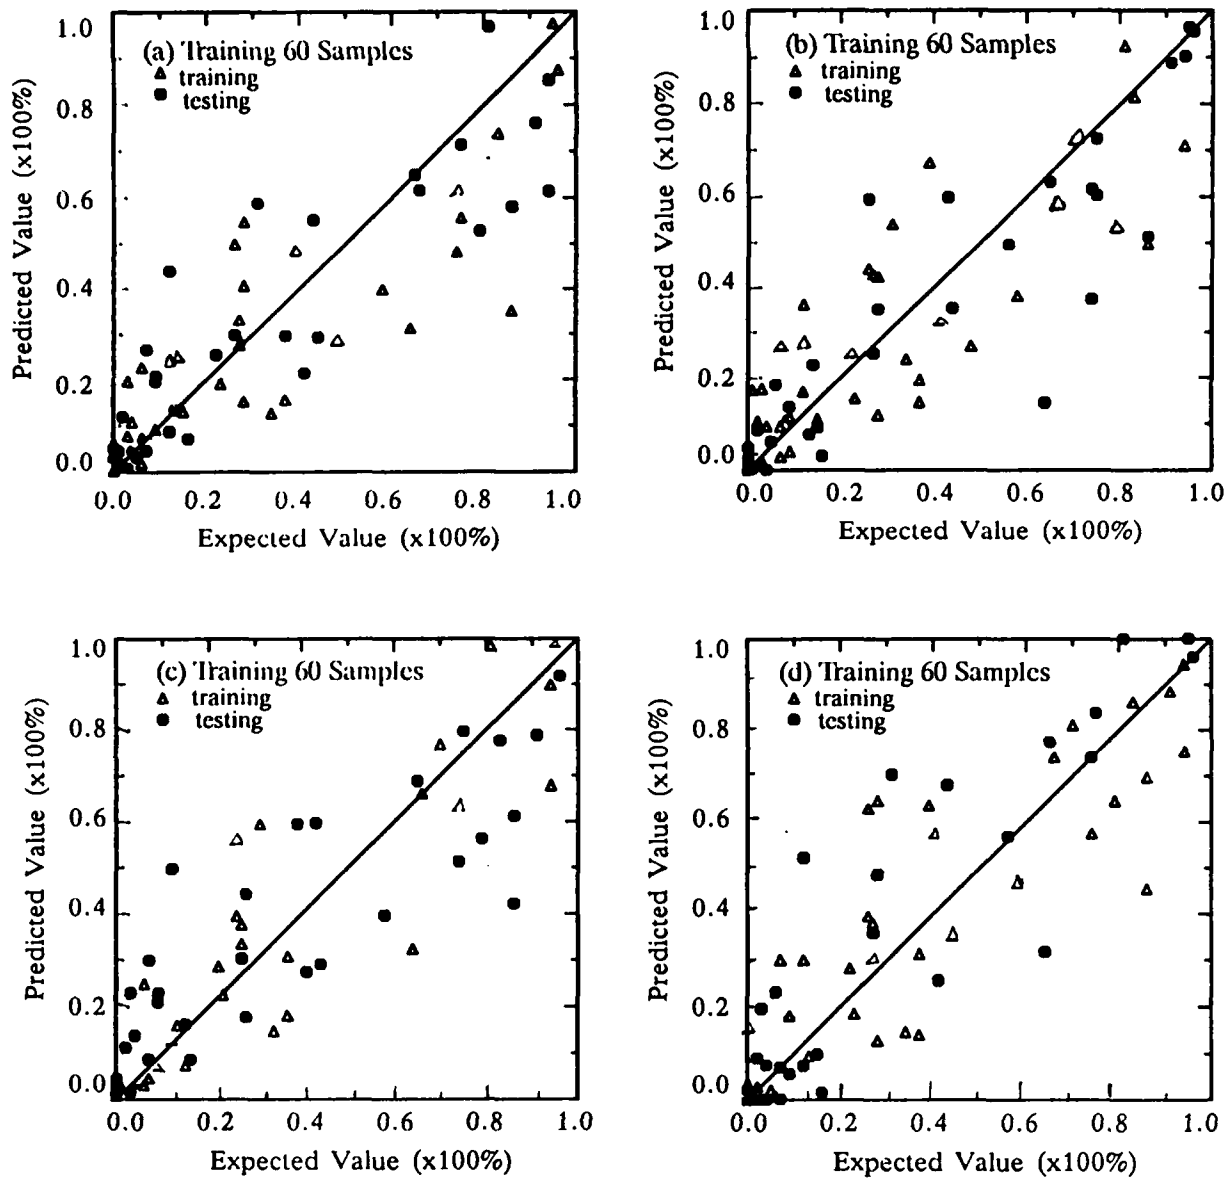 (a) Training 60 Samples
training
testing
1.0
0.8
0.6
0.4
0.2
0.0
Predicted Value (x100%)
0.0 0.2 0.4 0.6 0.8 1.0
Expected Value (x100%)
(b) Training 60 Samples
training
testing
1.0
0.8
0.6
0.4
0.2
0.0
Predicted Value (x100%)
0.0 0.2 0.4 0.6 0.8 1.0
Expected Value (x100%)
(c) Training 60 Samples
training
testing
1.0
0.8
0.6
0.4
0.2
0.0
Predicted Value (x100%)
0.0 0.2 0.4 0.6 0.8 1.0
Expected Value (x100%)
(d) Training 60 Samples
training
testing
1.0
0.8
0.6
0.4
0.2
0.0
Predicted Value (x100%)
0.0 0.2 0.4 0.6 0.8 1.0
Expected Value (x100%)